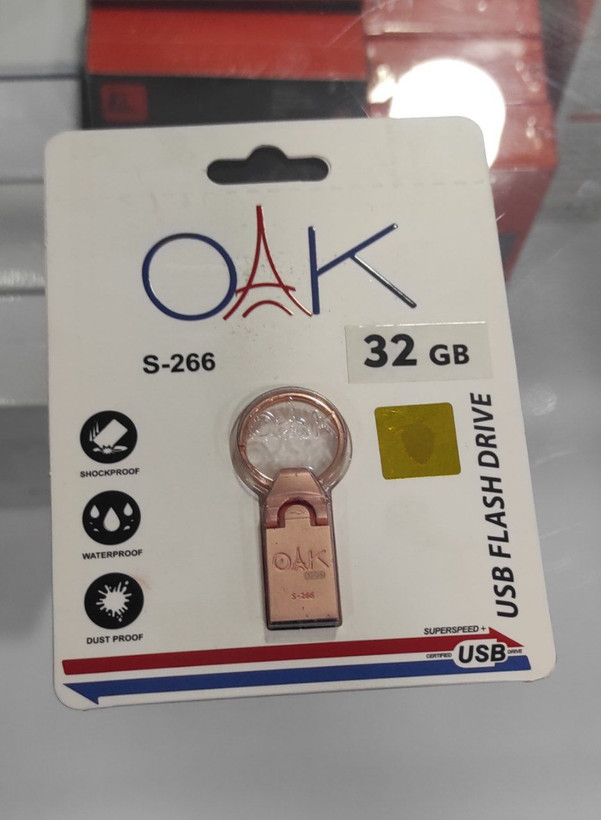 OAK
S-266
32 GB
SHOCKPROOF
WATERPROOF
DUST PROOF
OAK
S-266
USB FLASH DRIVE
SUPERSPEED+
CERTIFIED USB DRIVE